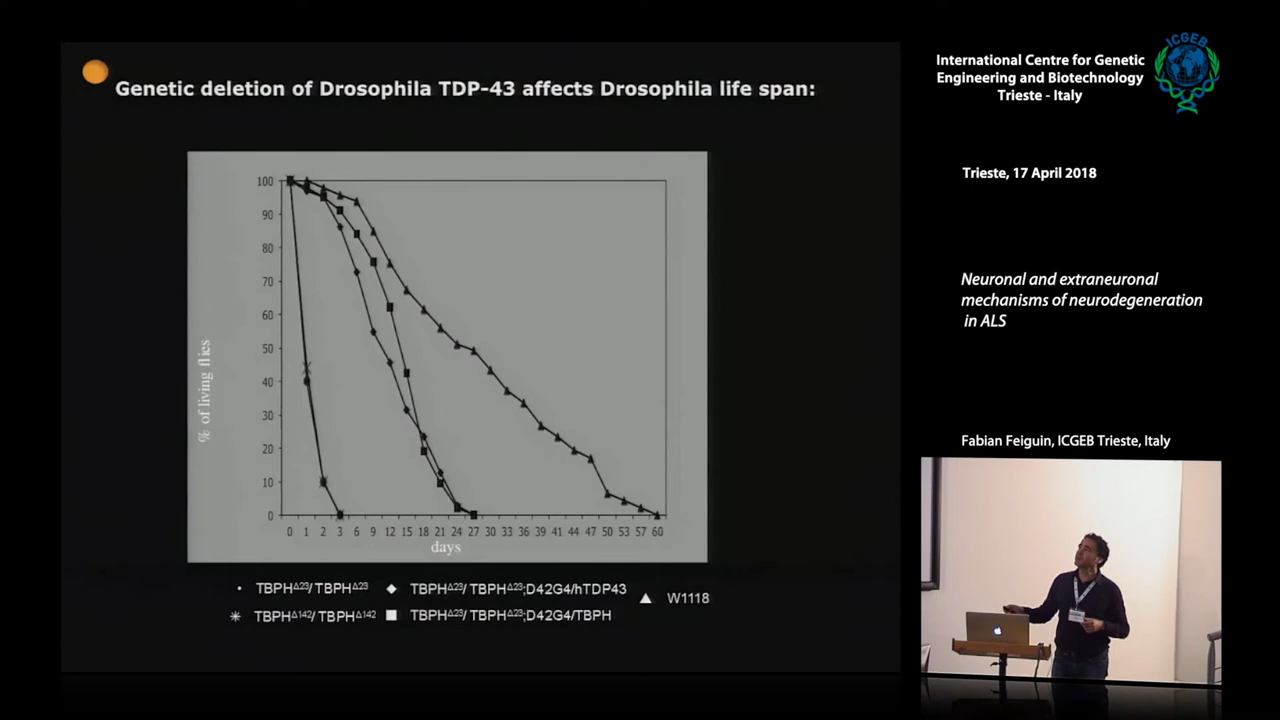 Genetic deletion of Drosophila TDP-43 affects Drosophila life span:
100
90
80
70
60
50
40
30
20
10
0
% of living flies
0 1 2 3 6 9 12 15 18 21 24 27 30 33 36 39 41 44 47 50 53 57 60
days
TBPHΔ23/ TBPHΔ23
TBPHΔ142/ TBPHΔ142
TBPHΔ23/ TBPHΔ23;D42G4/hTDP43
TBPHΔ23/ TBPHΔ23;D42G4/TBPH
W1118
International Centre for Genetic
Engineering and Biotechnology
Trieste - Italy
ICGEB
Trieste, 17 April 2018
Neuronal and extraneuronal
mechanisms of neurodegeneration
in ALS
Fabian Feiguin, ICGEB Trieste, Italy